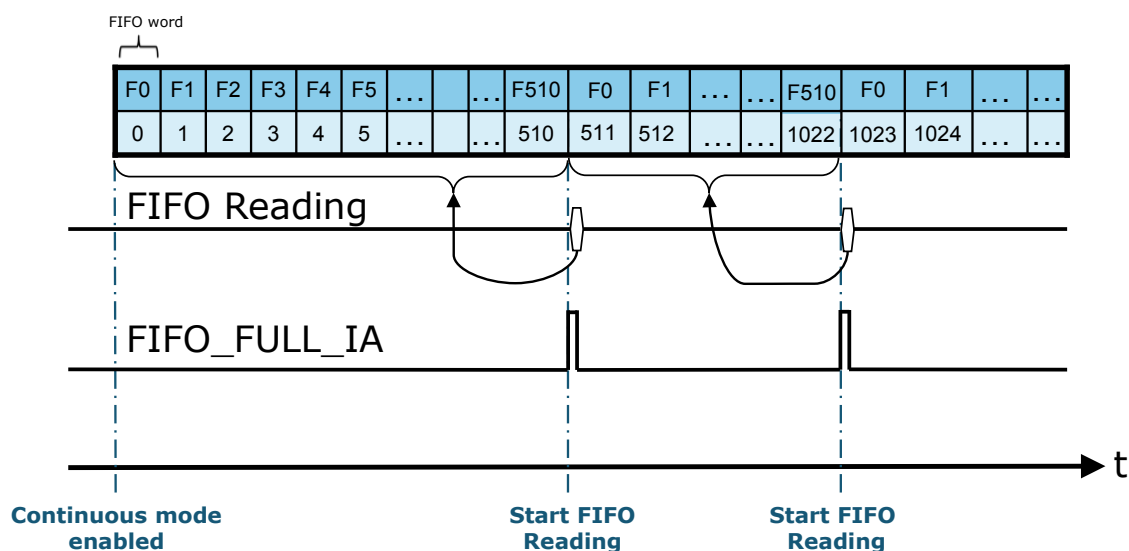 FIFO word
F0 F1 F2 F3 F4 F5 ... ... F510 F0 F1 ... ... F510 F0 F1 ... ...
0 1 2 3 4 5 ... ... 510 511 512 ... ... 1022 1023 1024 ... ...
FIFO Reading
FIFO_FULL_IA
t
Continuous mode Start FIFO Start FIFO
enabled Reading Reading